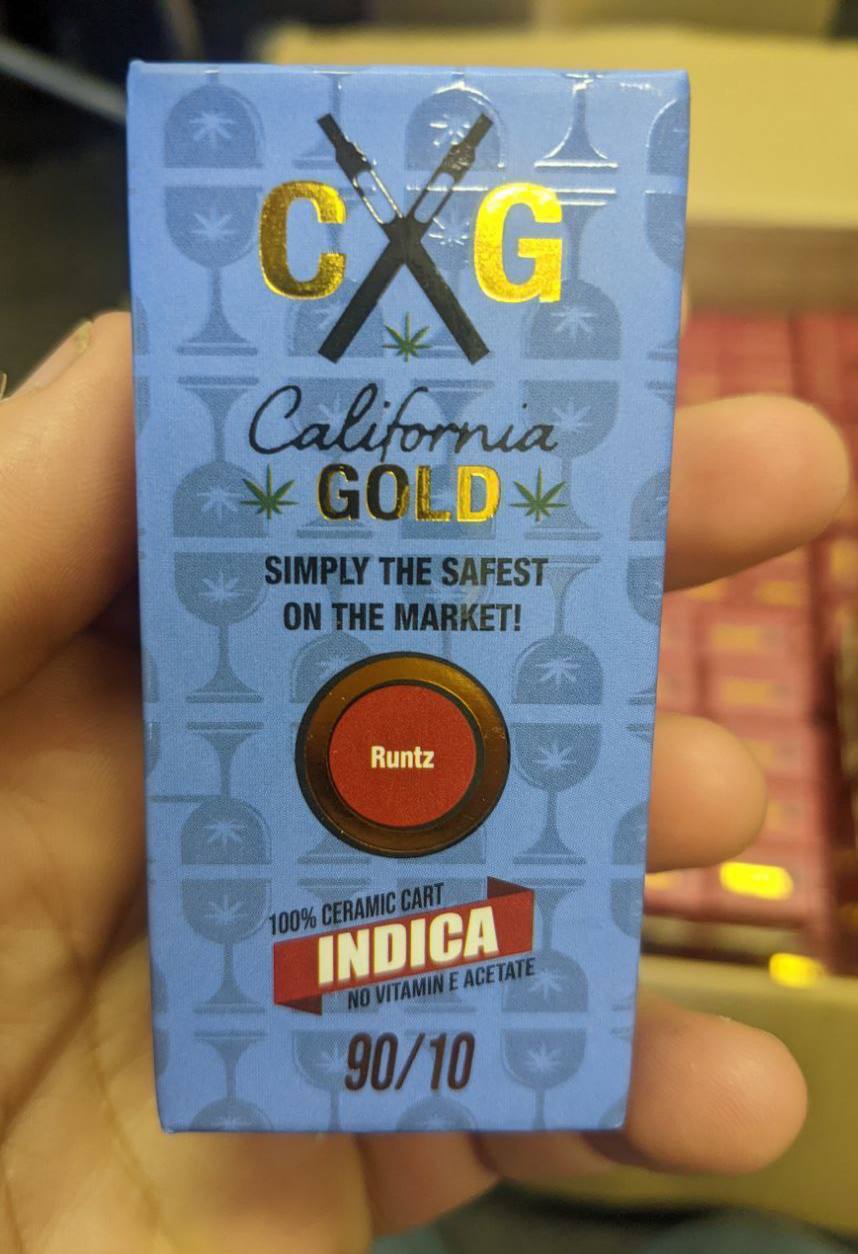 C X G
California
GOLD
SIMPLY THE SAFEST
ON THE MARKET!
Runtz
100% CERAMIC CART
INDICA
NO VITAMIN E ACETATE
90/10